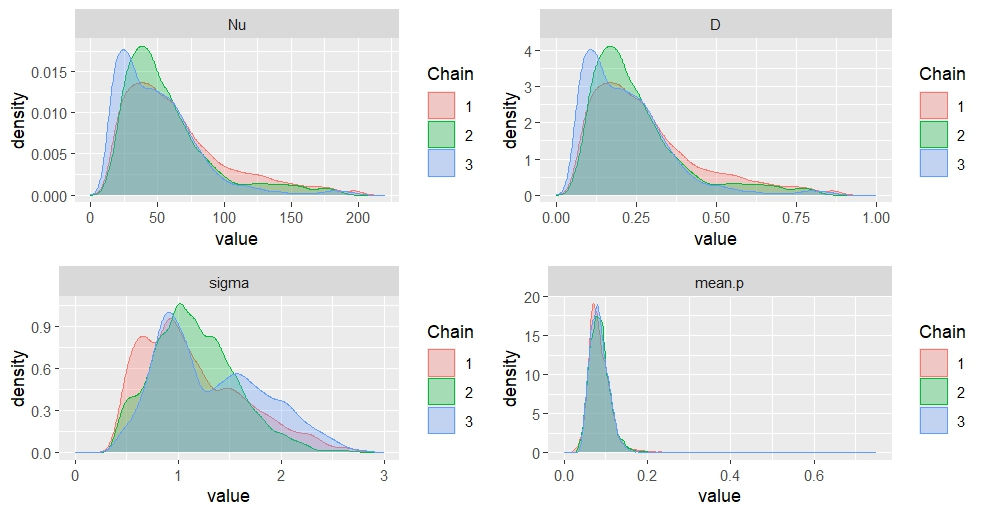 Nu
density
0.015
0.010
0.005
0.000
0 50 100 150 200
value
Chain
1
2
3
D
density
4
3
2
1
0
0.00 0.25 0.50 0.75 1.00
value
Chain
1
2
3
sigma
density
0.9
0.6
0.3
0.0
0 1 2 3
value
Chain
1
2
3
mean.p
density
20
15
10
5
0
0.0 0.2 0.4 0.6
value
Chain
1
2
3